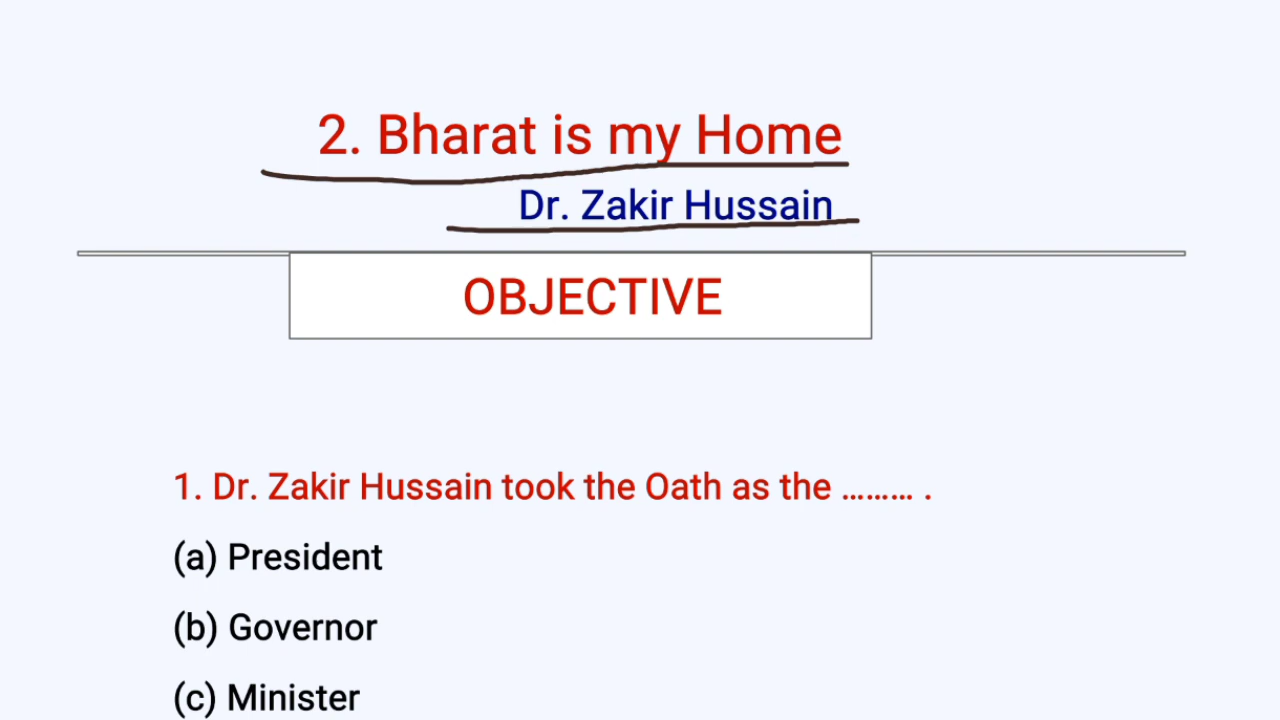 2. Bharat is my Home
Dr. Zakir Hussain
OBJECTIVE
1. Dr. Zakir Hussain took the Oath as the ......... .
(a) President
(b) Governor
(c) Minister